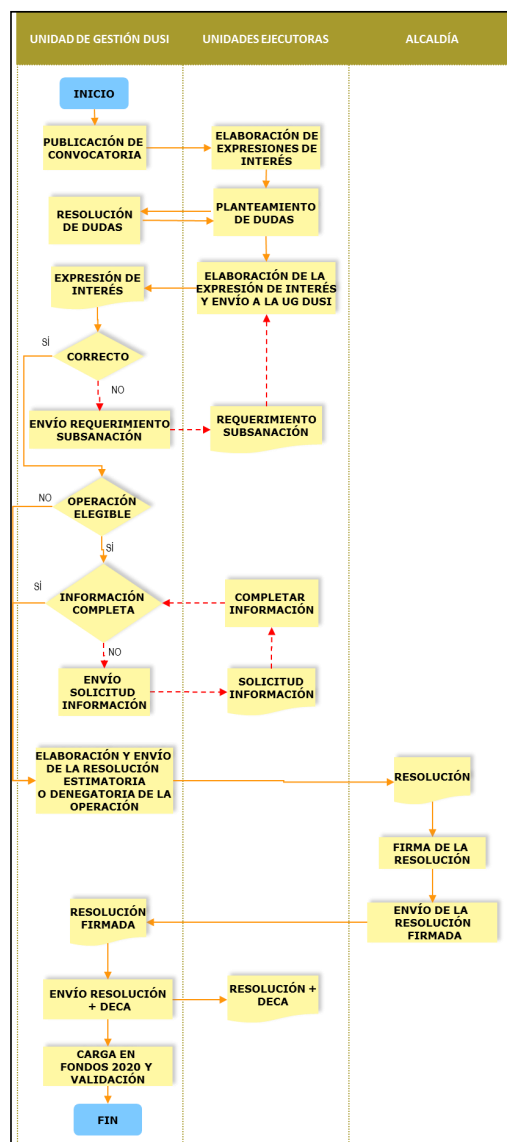 UNIDAD DE GESTIÓN DUSI
UNIDADES EJECUTORAS
ALCALDÍA
INICIO
PUBLICACIÓN DE
CONVOCATORIA
ELABORACIÓN DE
EXPRESIONES DE
INTERÉS
RESOLUCIÓN
DE DUDAS
PLANTEAMIENTO
DE DUDAS
EXPRESIÓN DE
INTERÉS
ELABORACIÓN DE LA
EXPRESIÓN DE INTERÉS
Y ENVÍO A LA UG DUSI
SÍ
CORRECTO
NO
ENVÍO REQUERIMIENTO
SUBSANACIÓN
REQUERIMIENTO
SUBSANACIÓN
NO
OPERACIÓN
ELEGIBLE
SÍ
SÍ
INFORMACIÓN
COMPLETA
COMPLETAR
INFORMACIÓN
NO
ENVÍO
SOLICITUD
INFORMACIÓN
SOLICITUD
INFORMACIÓN
ELABORACIÓN Y ENVÍO
DE LA RESOLUCIÓN
ESTIMATORIA
O DENEGATORIA DE LA
OPERACIÓN
RESOLUCIÓN
FIRMA DE LA
RESOLUCIÓN
RESOLUCIÓN
FIRMADA
ENVÍO DE LA
RESOLUCIÓN
FIRMADA
ENVÍO RESOLUCIÓN
+ DECA
RESOLUCIÓN +
DECA
CARGA EN
FONDOS 2020 Y
VALIDACIÓN
FIN